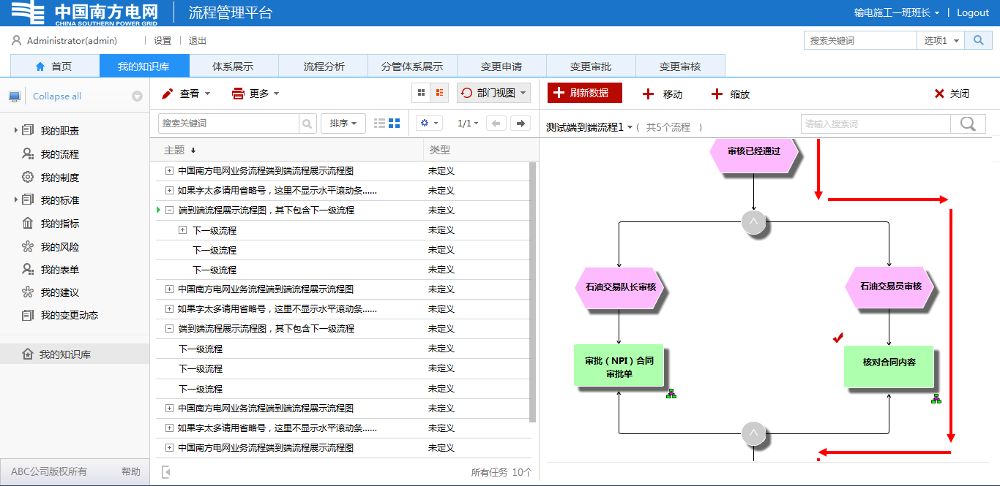 中国南方电网
CHINA SOUTHERN POWER GRID
流程管理平台
输电施工一班班长
Logout
Administrator(admin)
设置
退出
搜索关键词
选项1
首页
我的知识库
体系展示
流程分析
分管体系展示
变更申请
变更审批
变更审核
Collapse all
我的职责
我的流程
我的制度
我的标准
我的指标
我的风险
我的表单
我的建议
我的变更动态
我的知识库
ABC公司版权所有
帮助
查看
更多
部门视图
搜索关键词
排序
1/1
主题
类型
中国南方电网业务流程端到端流程展示流程图
未定义
如果字太多请用省略号，这里不显示水平滚动条......
未定义
端到端流程展示流程图，其下包含下一级流程
未定义
下一级流程
未定义
下一级流程
未定义
下一级流程
未定义
中国南方电网业务流程端到端流程展示流程图
未定义
如果字太多请用省略号，这里不显示水平滚动条......
未定义
端到端流程展示流程图，其下包含下一级流程
未定义
下一级流程
未定义
下一级流程
未定义
下一级流程
未定义
中国南方电网业务流程端到端流程展示流程图
未定义
如果字太多请用省略号，这里不显示水平滚动条......
未定义
中国南方电网业务流程端到端流程展示流程图
未定义
所有任务 10个
刷新数据
移动
缩放
关闭
测试端到端流程1
（ 共5个流程 ）
请输入搜索词
审核已经通过
石油交易队长审核
石油交易员审核
审批（NPI）合同
审批单
核对合同内容